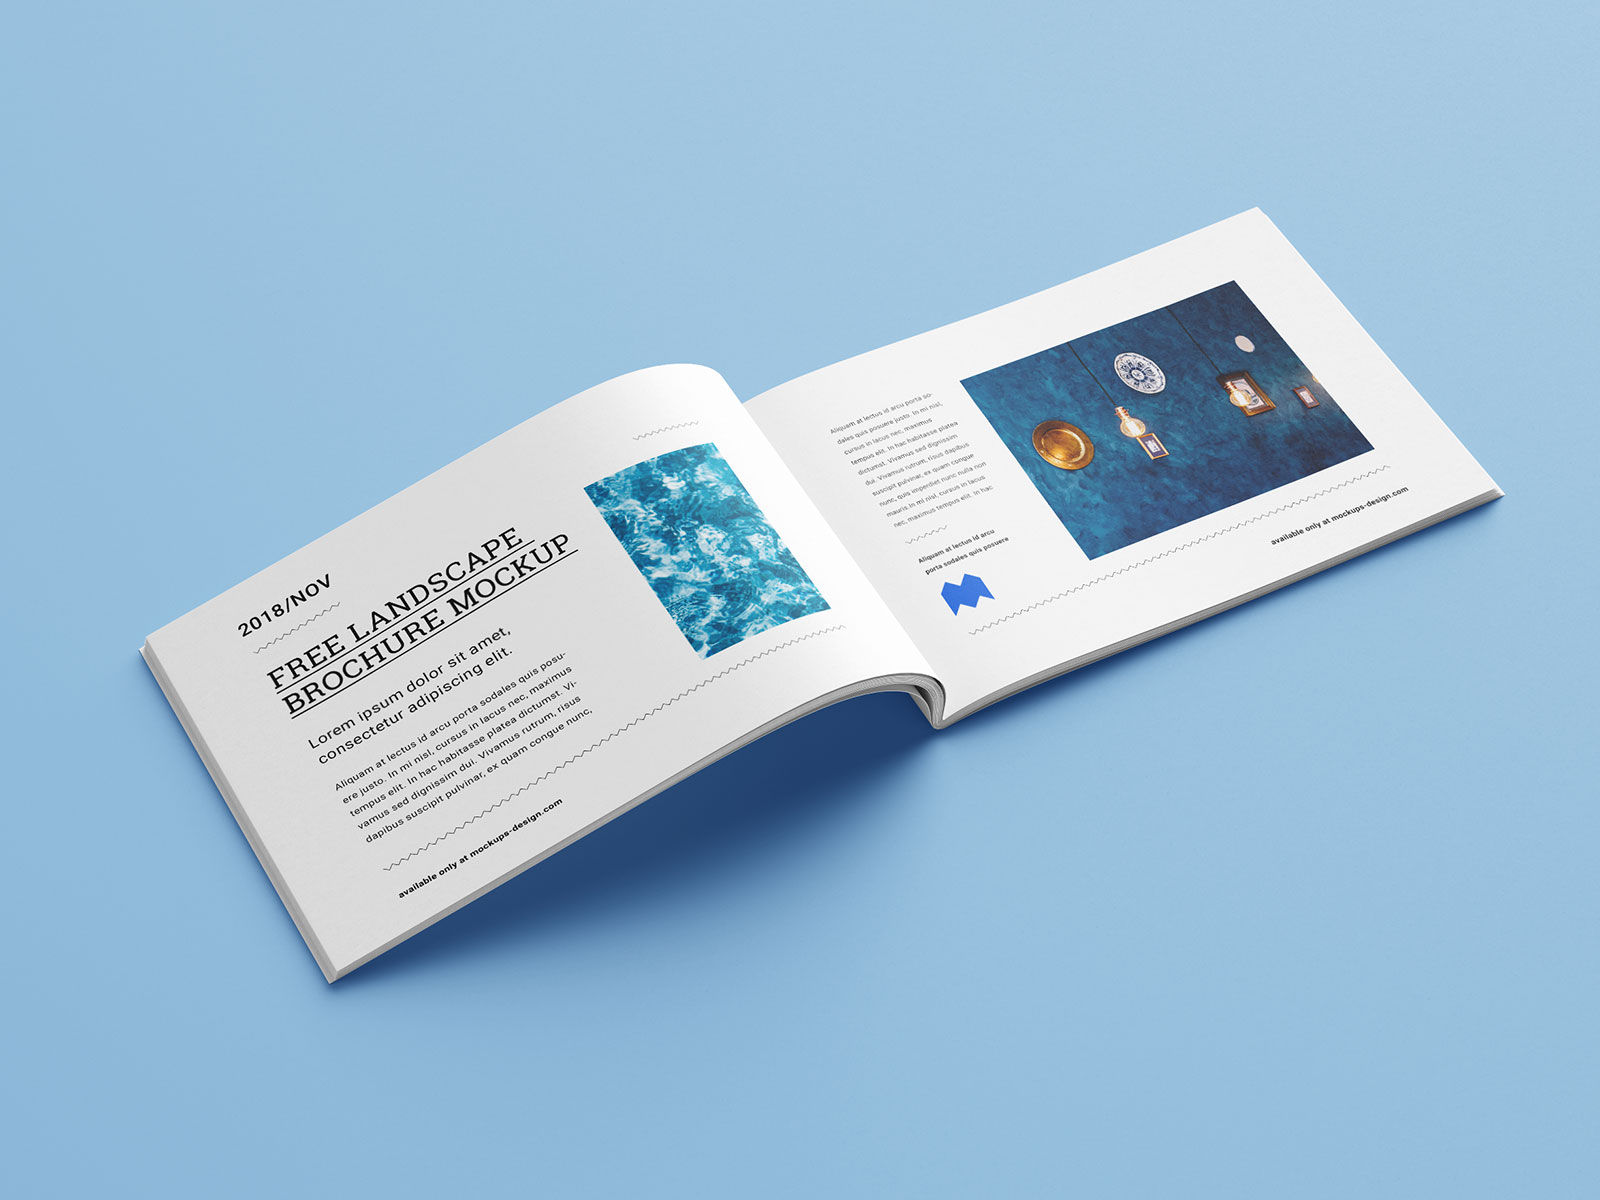 2018/NOV
FREE LANDSCAPE
BROCHURE MOCKUP
Lorem ipsum dolor sit amet,
consectetur adipiscing elit.
Aliquam at lectus id arcu porta sodales quis posu-
ere justo. In mi nisl, cursus in lacus nec, maximus
tempus elit. In hac habitasse platea dictumst. Vi-
vamus sed dignissim dui. Vivamus rutrum, risus
dapibus suscipit pulvinar, ex quam congue nunc,
available only at mockups-design.com
Aliquam at lectus id arcu porta so-
dales quis posuere justo. In mi nisl,
cursus in lacus nec, maximus
tempus elit. In hac habitasse platea
dictumst. Vivamus sed dignissim
dui. Vivamus rutrum, risus dapibus
suscipit pulvinar, ex quam congue
nunc, quis imperdiet nunc nulla non
mauris.In mi nisl, cursus in lacus
nec, maximus tempus elit. In hac
Aliquam at lectus id arcu
porta sodales quis posuere
available only at mockups-design.com